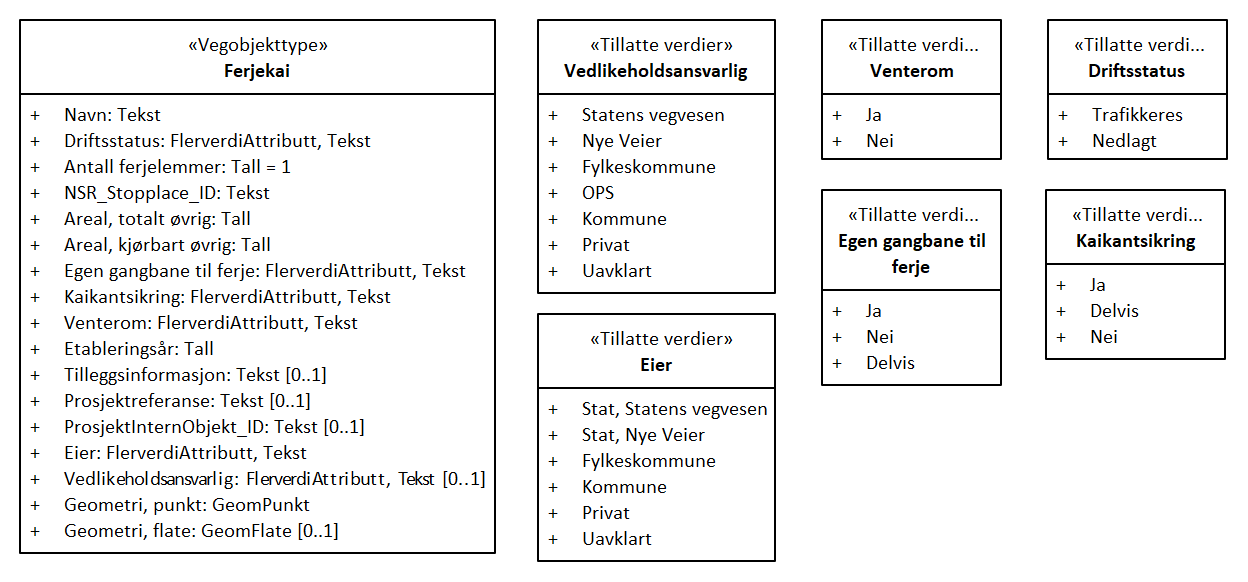 «Vegobjekttype»
Ferjekai
+ Navn: Tekst
+ Driftsstatus: FlerverdiAttributt, Tekst
+ Antall ferjelemmer: Tall = 1
+ NSR_Stopplace_ID: Tekst
+ Areal, totalt øvrig: Tall
+ Areal, kjørbart øvrig: Tall
+ Egen gangbane til ferje: FlerverdiAttributt, Tekst
+ Kaikantsikring: FlerverdiAttributt, Tekst
+ Venterom: FlerverdiAttributt, Tekst
+ Etableringsår: Tall
+ Tilleggsinformasjon: Tekst [0..1]
+ Prosjektreferanse: Tekst [0..1]
+ ProsjektInternObjekt_ID: Tekst [0..1]
+ Eier: FlerverdiAttributt, Tekst
+ Vedlikeholdsansvarlig: FlerverdiAttributt, Tekst [0..1]
+ Geometri, punkt: GeomPunkt
+ Geometri, flate: GeomFlate [0..1]
«Tillatte verdier»
Vedlikeholdsansvarlig
+ Statens vegvesen
+ Nye Veier
+ Fylkeskommune
+ OPS
+ Kommune
+ Privat
+ Uavklart
«Tillatte verdier»
Eier
+ Stat, Statens vegvesen
+ Stat, Nye Veier
+ Fylkeskommune
+ Kommune
+ Privat
+ Uavklart
«Tillatte verdi...
Venterom
+ Ja
+ Nei
«Tillatte verdi...
Egen gangbane til
ferje
+ Ja
+ Nei
+ Delvis
«Tillatte verdi...
Driftsstatus
+ Trafikkeres
+ Nedlagt
«Tillatte verdi...
Kaikantsikring
+ Ja
+ Delvis
+ Nei